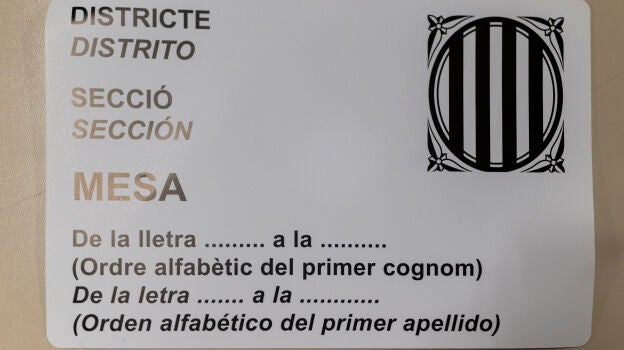 DISTRICTE
DISTRITO
SECCIÓ
SECCIÓN
MESA
De la lletra ......... a la ..........
(Ordre alfabètic del primer cognom)
De la letra ....... a la ............
(Orden alfabético del primer apellido)